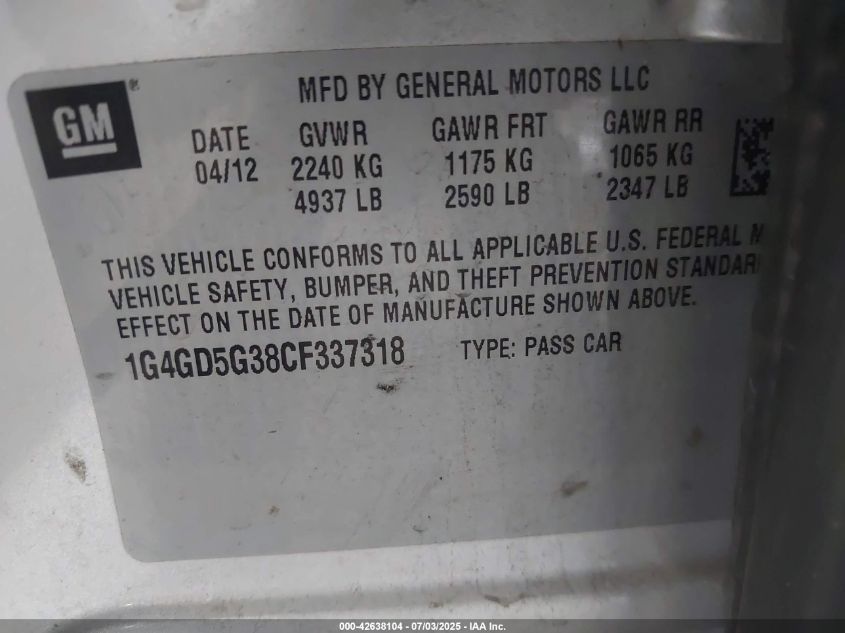 MFD BY GENERAL MOTORS LLC
GM ®
DATE GVWR GAWR FRT GAWR RR
04/12 2240 KG 1175 KG 1065 KG
4937 LB 2590 LB 2347 LB
THIS VEHICLE CONFORMS TO ALL APPLICABLE U.S. FEDERAL
VEHICLE SAFETY, BUMPER, AND THEFT PREVENTION
EFFECT ON THE DATE OF MANUFACTURE SHOWN ABOVE.
1G4GD5G38CF337318 TYPE: PASS CAR
000-42638104 - 07/03/2025 - IAA Inc.